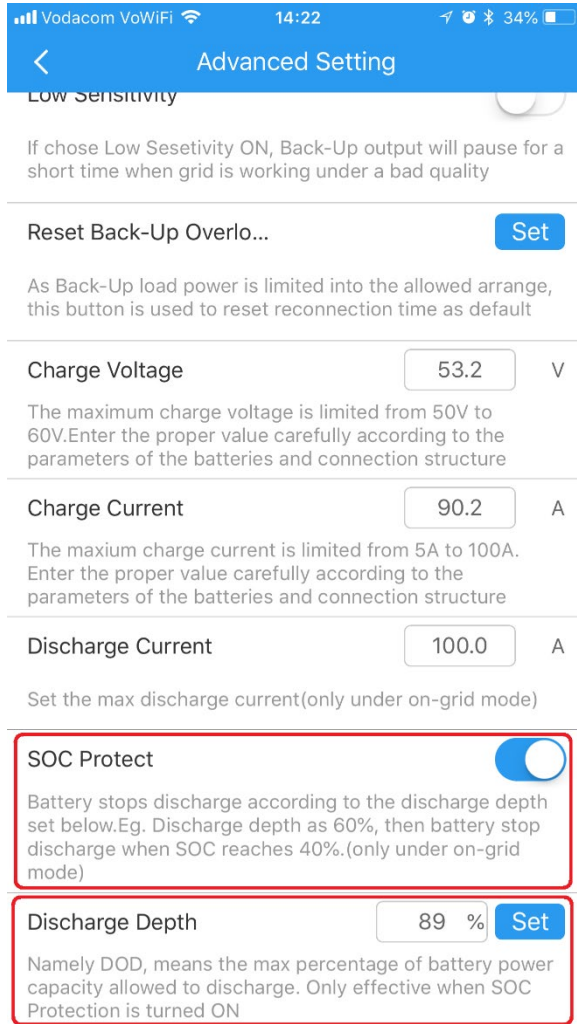 Vodacom VoWiFi 14:22 34%
Advanced Setting
Low Sensitivity
If chose Low Sesetivity ON, Back-Up output will pause for a
short time when grid is working under a bad quality
Reset Back-Up Overlo... Set
As Back-Up load power is limited into the allowed arrange,
this button is used to reset reconnection time as default
Charge Voltage 53.2 V
The maximum charge voltage is limited from 50V to
60V.Enter the proper value carefully according to the
parameters of the batteries and connection structure
Charge Current 90.2 A
The maxium charge current is limited from 5A to 100A.
Enter the proper value carefully according to the
parameters of the batteries and connection structure
Discharge Current 100.0 A
Set the max discharge current(only under on-grid mode)
SOC Protect
Battery stops discharge according to the discharge depth
set below.Eg. Discharge depth as 60%, then battery stop
discharge when SOC reaches 40%.(only under on-grid
mode)
Discharge Depth 89 % Set
Namely DOD, means the max percentage of battery power
capacity allowed to discharge. Only effective when SOC
Protection is turned ON